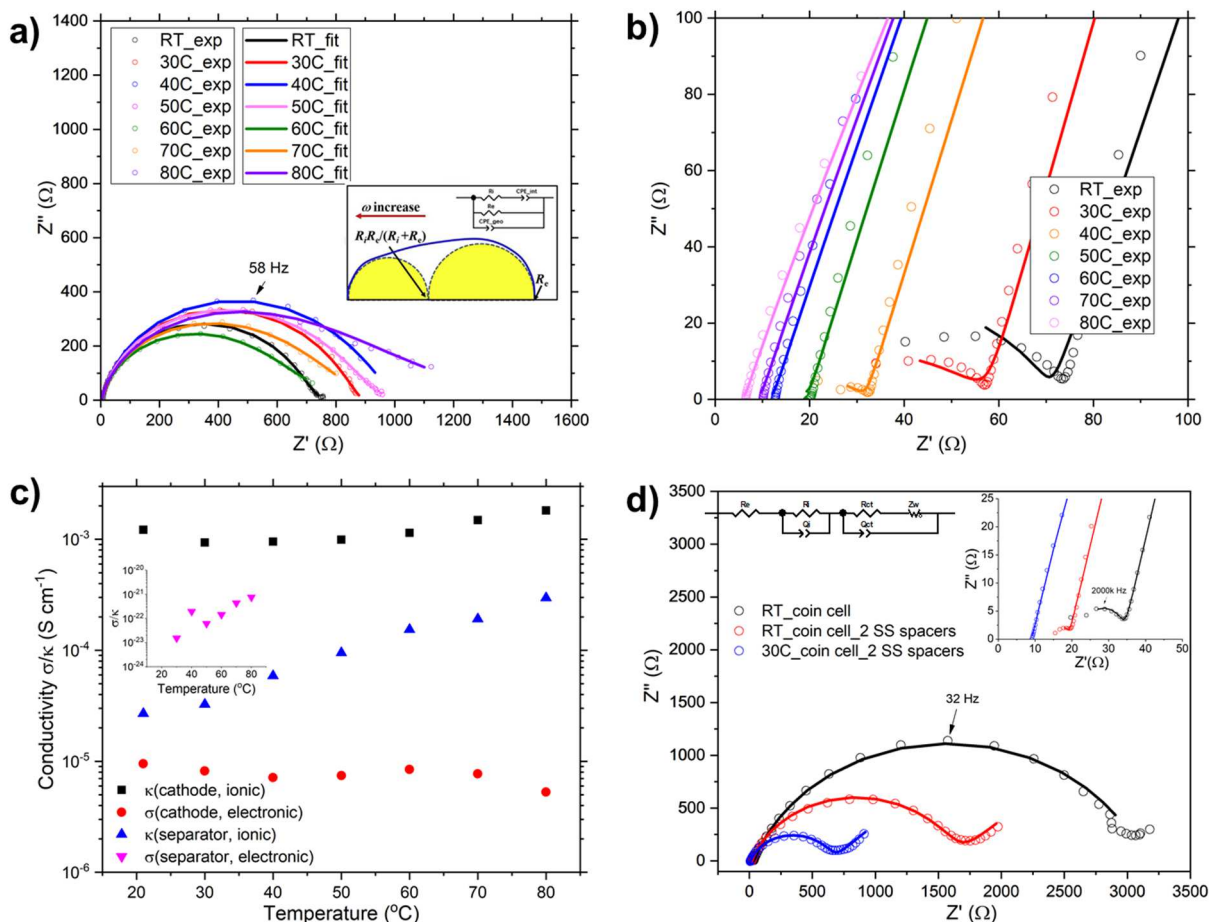 a)
1400
1200
1000
800
600
400
200
0
Z'' (Ω)
0 200 400 600 800 1000 1200 1400 1600
Z' (Ω)
RT_exp
30C_exp
40C_exp
50C_exp
60C_exp
70C_exp
80C_exp
RT_fit
30C_fit
40C_fit
50C_fit
60C_fit
70C_fit
80C_fit
58 Hz
Ri
CPE_int
Re
CPE_geo
ω increase
RiRe/(Ri+Re)
Re
b)
100
80
60
40
20
0
Z'' (Ω)
0 20 40 60 80 100
Z' (Ω)
RT_exp
30C_exp
40C_exp
50C_exp
60C_exp
70C_exp
80C_exp
c)
10-3
10-4
10-5
10-6
Conductivity σ/κ (S cm-1)
20 30 40 50 60 70 80
Temperature (oC)
10-20
10-21
10-22
10-23
10-24
σ/κ
20 40 60 80
Temperature (oC)
κ(cathode, ionic)
σ(cathode, electronic)
κ(separator, ionic)
σ(separator, electronic)
d)
3500
3000
2500
2000
1500
1000
500
0
Z'' (Ω)
0 500 1000 1500 2000 2500 3000 3500
Z' (Ω)
Re
Ri
Qi
Rct
Zw
Qct
RT_coin cell
RT_coin cell_2 SS spacers
30C_coin cell_2 SS spacers
32 Hz
25
20
15
10
5
0
Z'' (Ω)
0 10 20 30 40 50
Z'(Ω)
2000k Hz